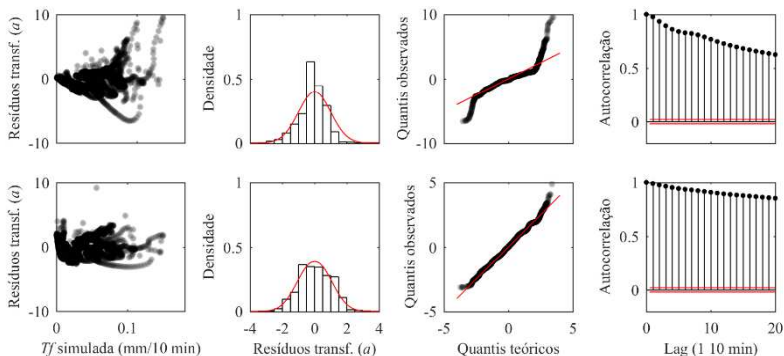 Resíduos transf. (a)
10
0
-10
Densidade
1
0.5
0
Quantis observados
10
0
-10
Autocorrelação
1
0.5
0
Resíduos transf. (a)
10
0
-10
0
0.1
Tf simulada (mm/10 min)
Densidade
1
0.5
0
-4 -2 0 2 4
Resíduos transf. (a)
Quantis observados
5
0
-5
-5 0 5
Quantis teóricos
Autocorrelação
1
0.5
0
0 10 20
Lag (1 10 min)